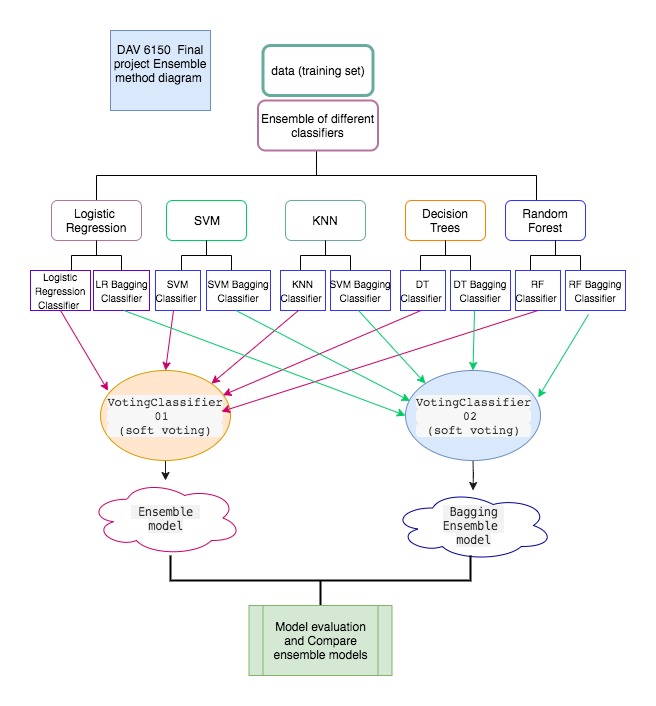 DAV 6150 Final
project Ensemble
method diagram
data (training set)
Ensemble of different
classifiers
Logistic
Regression
SVM
KNN
Decision
Trees
Random
Forest
Logistic
Regression
Classifier
LR Bagging
Classifier
SVM
Classifier
SVM Bagging
Classifier
KNN
Classifier
SVM Bagging
Classifier
DT
Classifier
DT Bagging
Classifier
RF
Classifier
RF Bagging
Classifier
VotingClassifier
01
(soft voting)
VotingClassifier
02
(soft voting)
Ensemble
model
Bagging
Ensemble
model
Model evaluation
and Compare
ensemble models